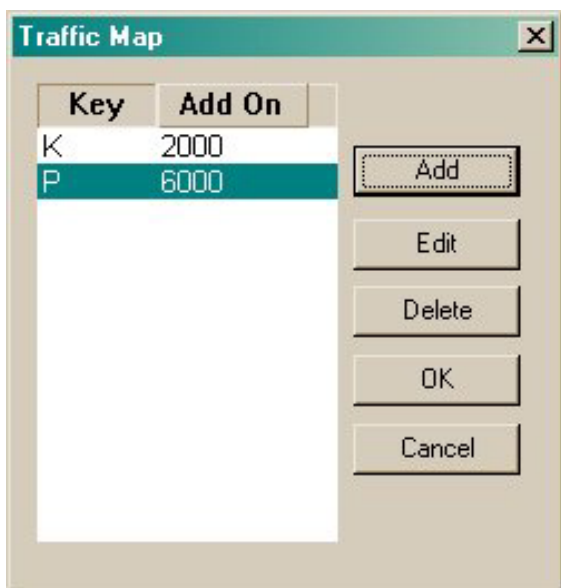 Traffic Map
Key Add On
K 2000
P 6000
Add
Edit
Delete
OK
Cancel